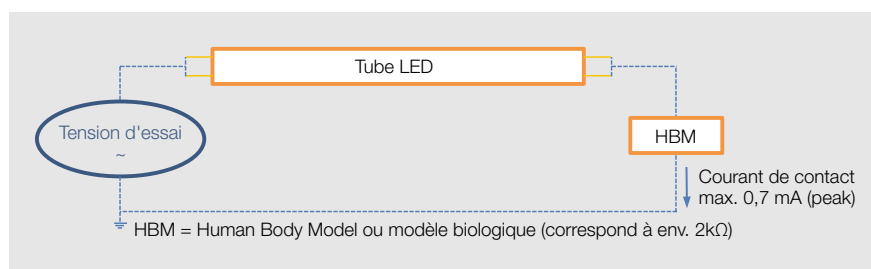 Tube LED
Tension d'essai
~
HBM
Courant de contact
max. 0,7 mA (peak)
HBM = Human Body Model ou modèle biologique (correspond à env. 2kΩ)